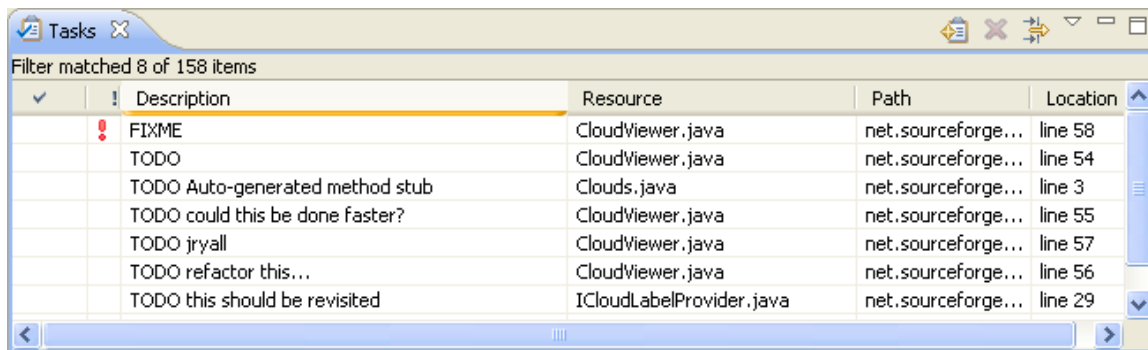 Tasks
Filter matched 8 of 158 items
! Description Resource Path Location
FIXME CloudViewer.java net.sourceforge... line 58
TODO CloudViewer.java net.sourceforge... line 54
TODO Auto-generated method stub Clouds.java net.sourceforge... line 3
TODO could this be done faster? CloudViewer.java net.sourceforge... line 55
TODO jryall CloudViewer.java net.sourceforge... line 57
TODO refactor this... CloudViewer.java net.sourceforge... line 56
TODO this should be revisited ICloudLabelProvider.java net.sourceforge... line 29